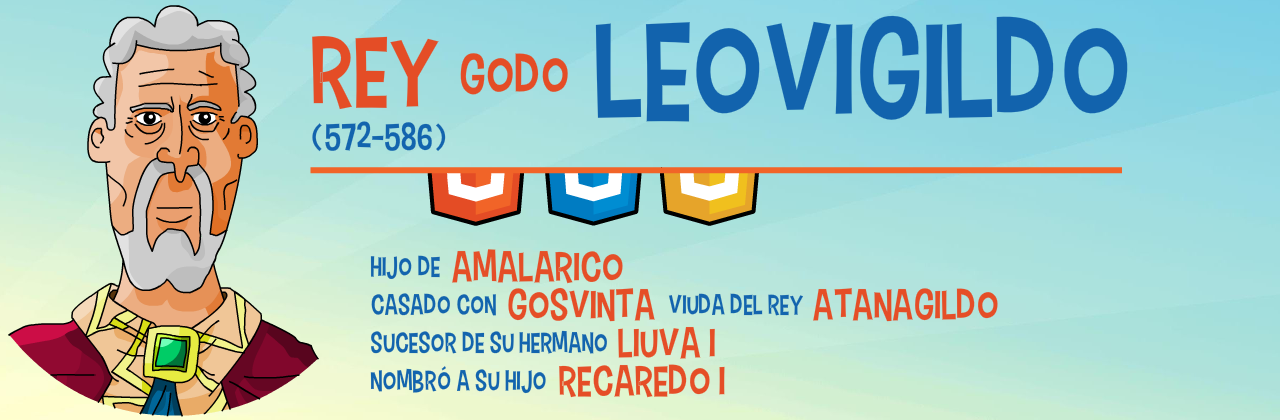 REY GODO LEOVIGILDO
(572-586)
HIJO DE AMALARICO
CASADO CON GOSVINTA VIUDA DEL REY ATANAGILDO
SUCESOR DE SU HERMANO LIUVA I
NOMBRÓ A SU HIJO RECAREDO I